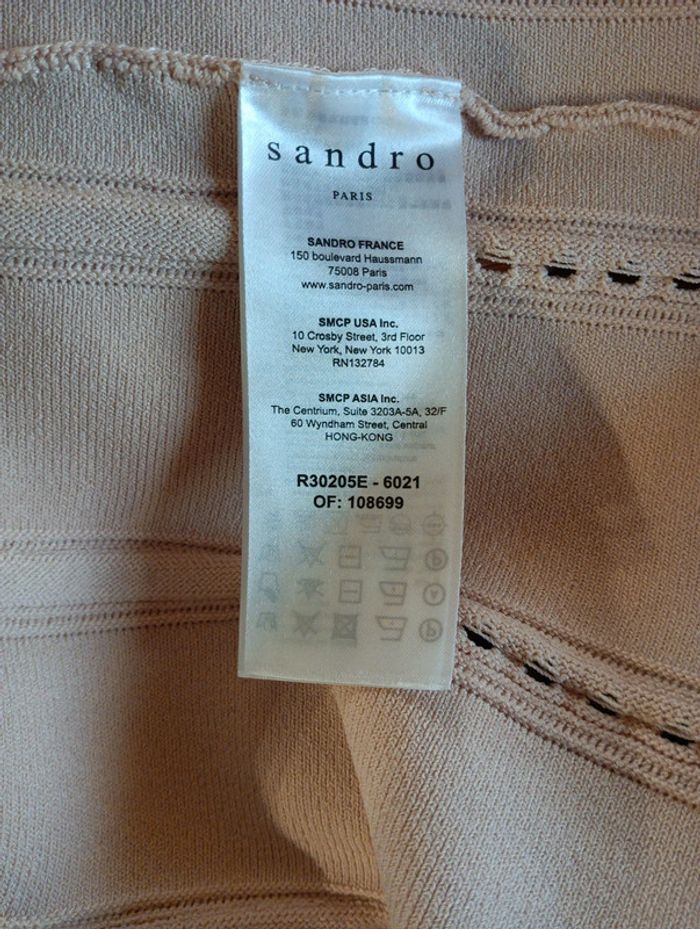 sandro
PARIS
SANDRO FRANCE
150 boulevard Haussmann
75008 Paris
www.sandro-paris.com
SMCP USA Inc.
10 Crosby Street, 3rd Floor
New York, New York 10013
RN132784
SMCP ASIA Inc.
The Centrium, Suite 3203A-5A, 32/F
60 Wyndham Street, Central
HONG-KONG
R30205E - 6021
OF: 108699